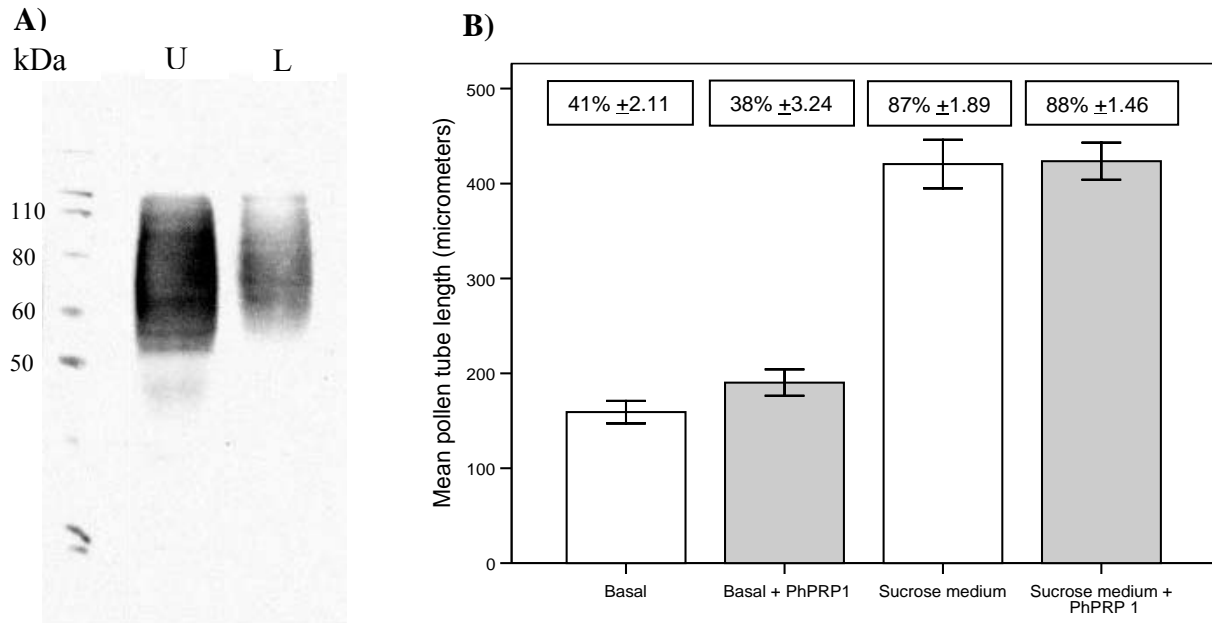 A)
kDa
U
L
110
80
60
50
B)
Mean pollen tube length (micrometers)
500
400
300
200
100
0
41% ±2.11
38% ±3.24
87% ±1.89
88% ±1.46
Basal
Basal + PhPRP1
Sucrose medium
Sucrose medium +
PhPRP 1